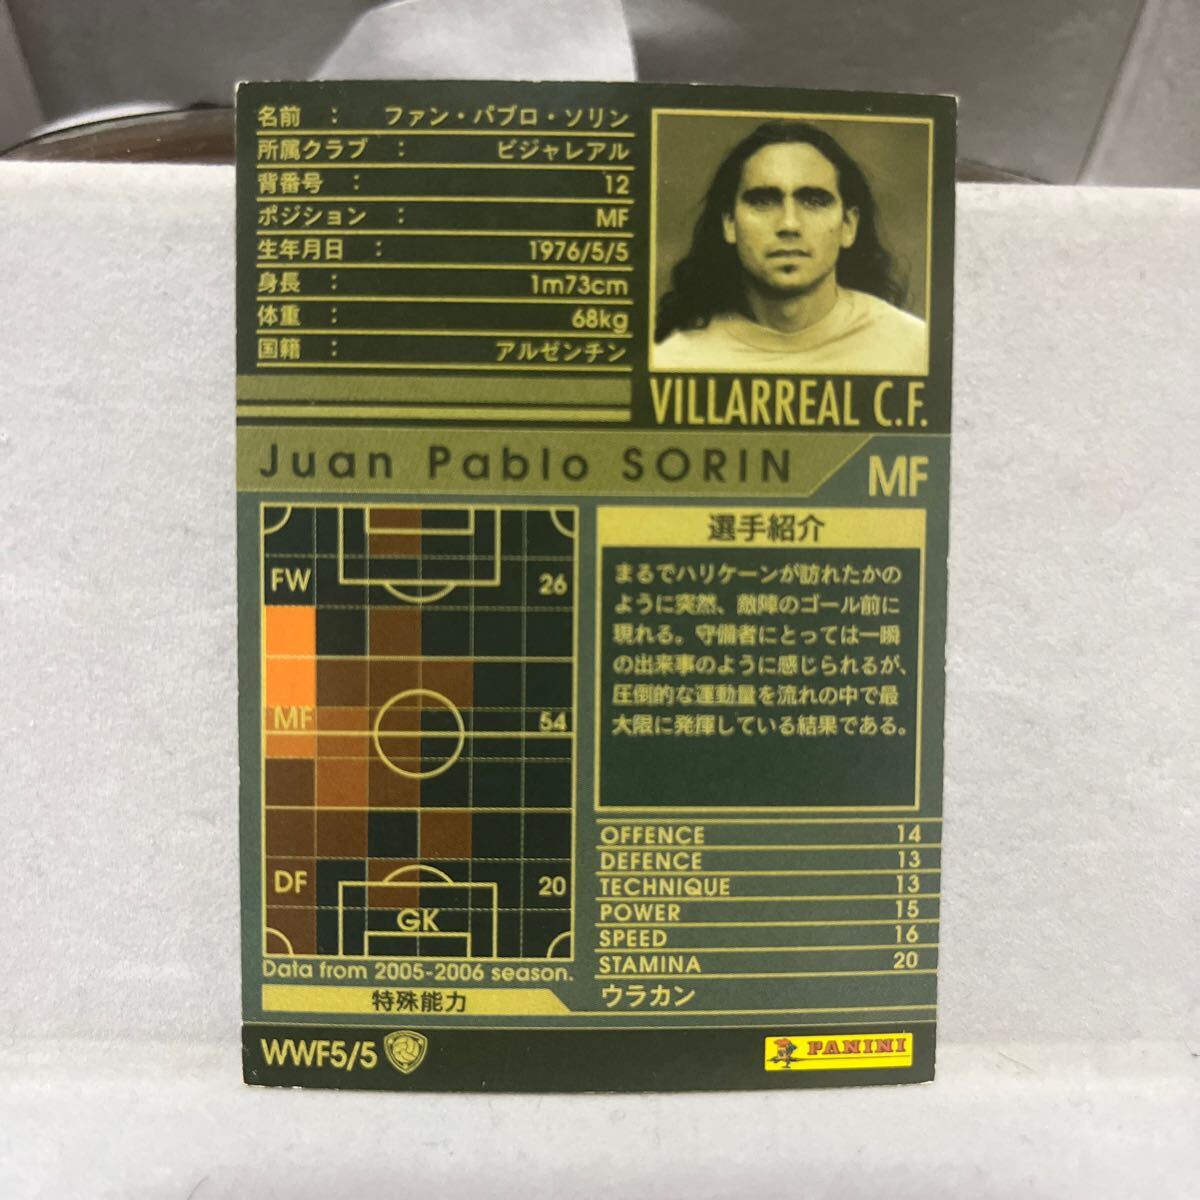 名前 : ファン・パブロ・ソリン
所属クラブ : ビジャレアル
背番号 : 12
ポジション : MF
生年月日 : 1976/5/5
身長 : 1m73cm
体重 : 68kg
国籍 : アルゼンチン
VILLARREAL C.F.
Juan Pablo SORIN
MF
FW 26
MF 54
DF 20
GK
Data from 2005-2006 season.
選手紹介
まるでハリケーンが訪れたかの
ように突然、敵陣のゴール前に
現れる。守備者にとっては一瞬
の出来事のように感じられるが、
圧倒的な運動量を流れの中で最
大限に発揮している結果である。
OFFENCE 14
DEFENCE 13
TECHNIQUE 13
POWER 15
SPEED 16
STAMINA 20
特殊能力 ウラカン
WWF5/5
PANINI